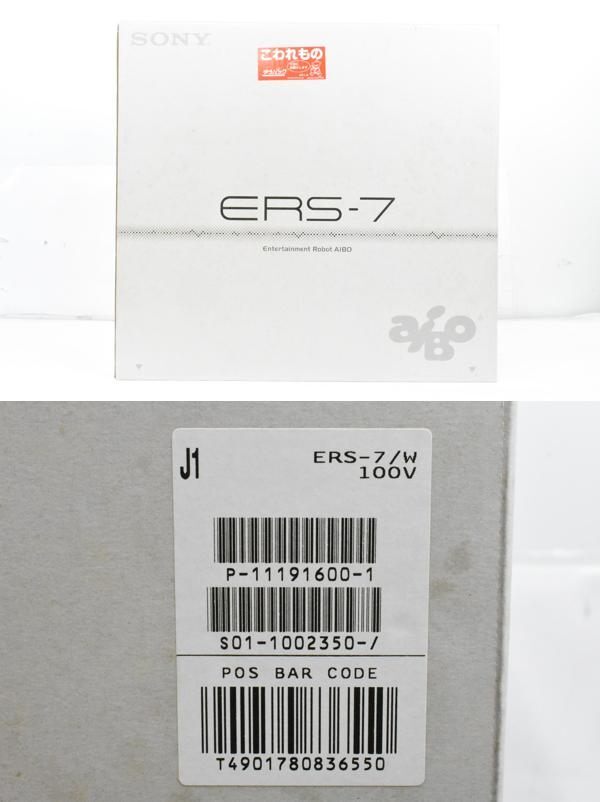 SONY
こわれもの
ERS-7
Entertainment Robot AIBO
aiBo
J1
ERS-7/W
100V
P-11191600-1
S01-1002350-/
POS BAR CODE
T4901780836550